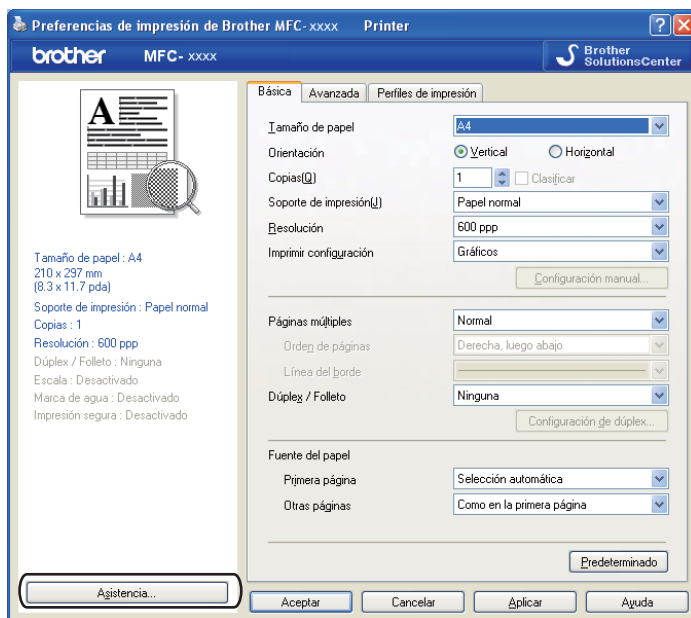 Preferencias de impresión de Brother MFC- xxxx Printer
brother MFC- xxxx
Brother SolutionsCenter
A
Tamaño de papel : A4
210 x 297 mm
(8.3 x 11.7 pda)
Soporte de impresión : Papel normal
Copias : 1
Resolución : 600 ppp
Dúplex / Folleto : Ninguna
Escala : Desactivado
Marca de agua : Desactivado
Impresión segura : Desactivado
Asistencia...
Básica Avanzada Perfiles de impresión
Tamaño de papel A4
Orientación Vertical Horizontal
Copias(Q) 1 Clasificar
Soporte de impresión(J) Papel normal
Resolución 600 ppp
Imprimir configuración Gráficos
Configuración manual...
Páginas múltiples Normal
Orden de páginas Derecha, luego abajo
Línea del borde
Dúplex / Folleto Ninguna
Configuración de dúplex...
Fuente del papel
Primera página Selección automática
Otras páginas Como en la primera página
Predeterminado
Aceptar Cancelar Aplicar Ayuda